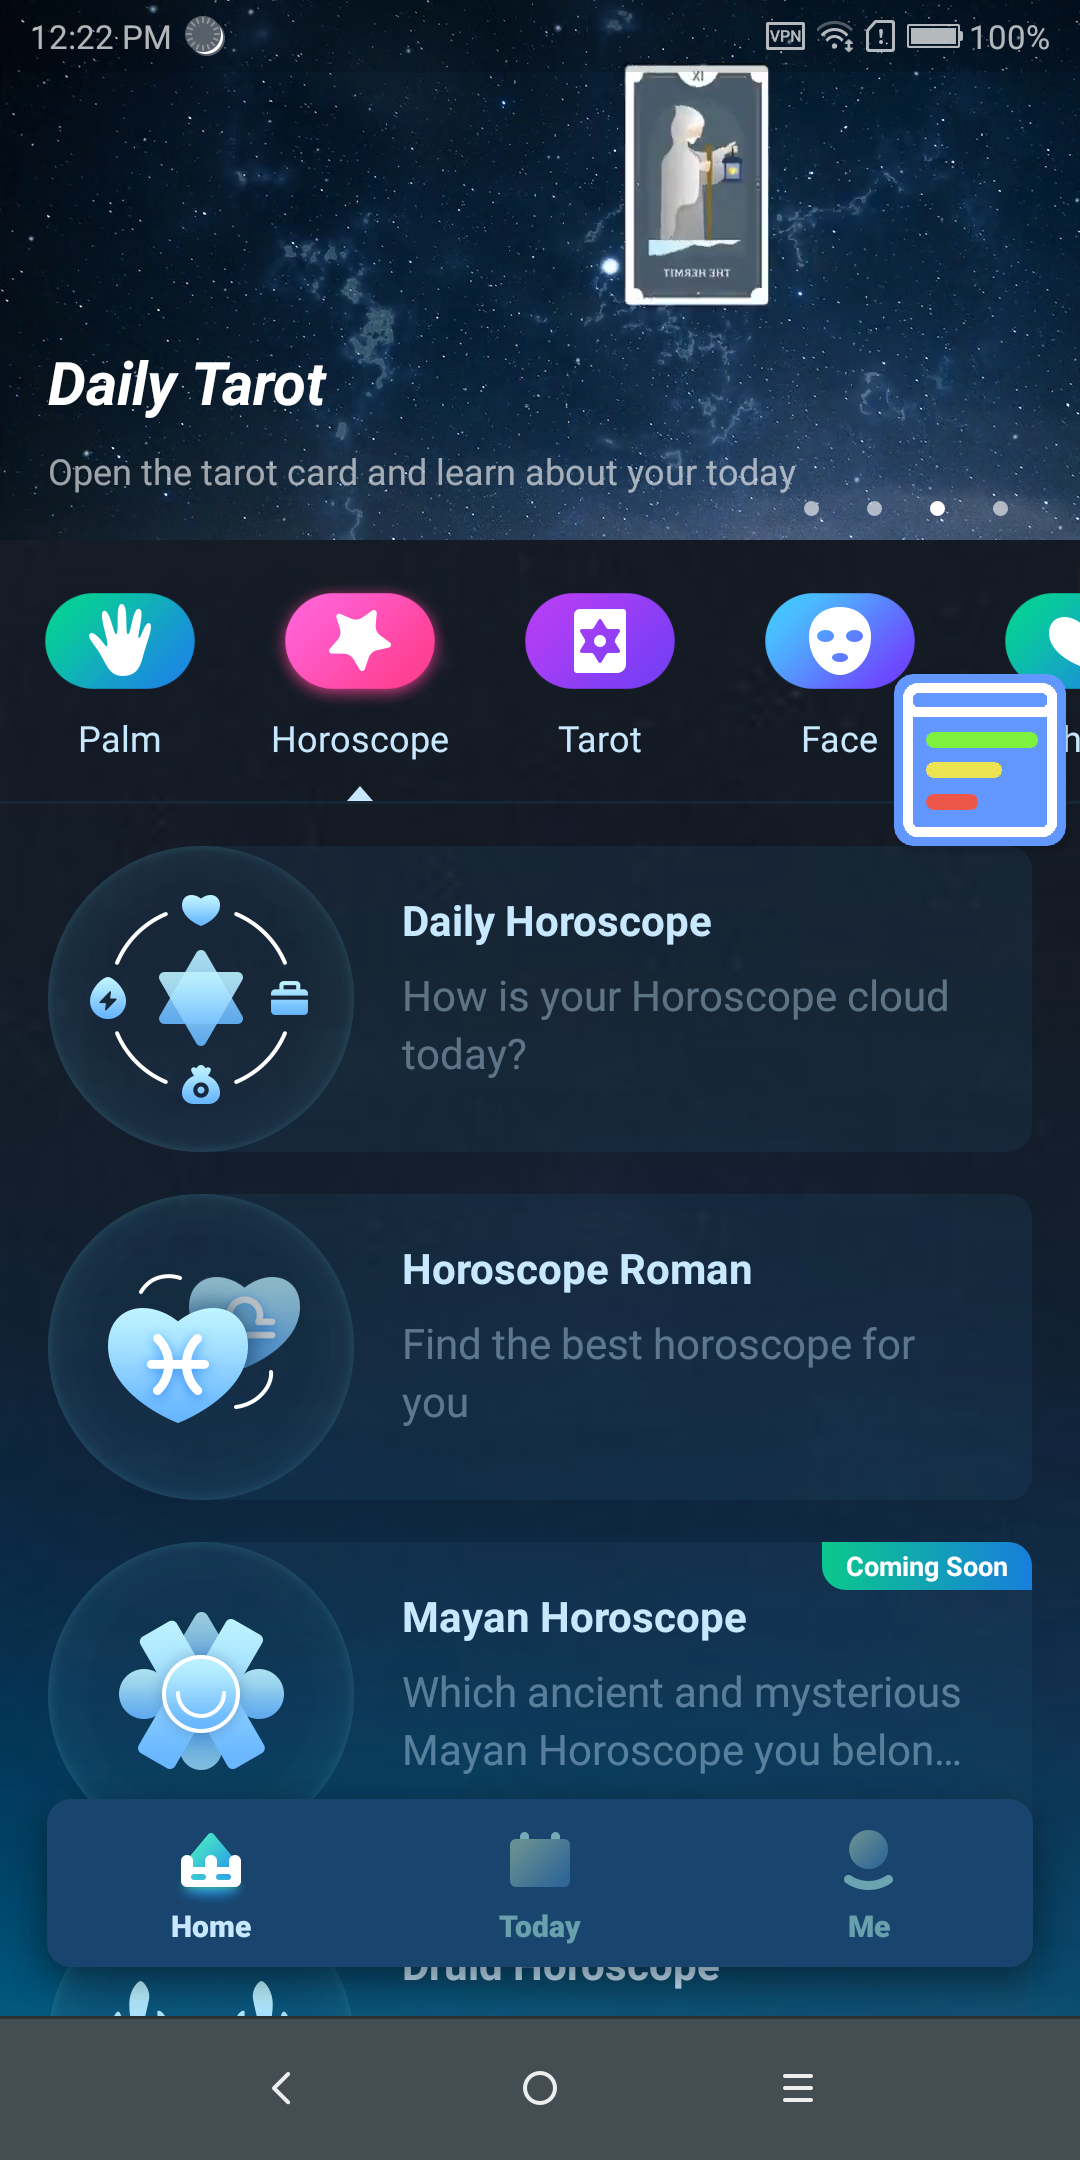 12:22 PM
VPN
100%
IX
THE HERMIT
Daily Tarot
Open the tarot card and learn about your today
Palm
Horoscope
Tarot
Face
Daily Horoscope
How is your Horoscope cloud
today?
Horoscope Roman
Find the best horoscope for
you
Coming Soon
Mayan Horoscope
Which ancient and mysterious
Mayan Horoscope you belon...
Home
Today
Me
Druid Horoscope